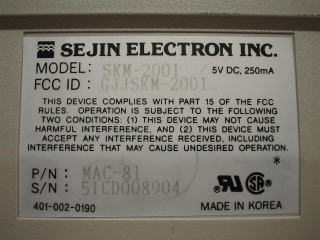 SEJIN ELECTRON INC.
MODEL: SKM-2001 5V DC, 250mA
FCC ID : GJJSKM-2001
THIS DEVICE COMPLIES WITH PART 15 OF THE FCC
RULES. OPERATION IS SUBJECT TO THE FOLLOWING
TWO CONDITIONS: (1) THIS DEVICE MAY NOT CAUSE
HARMFUL INTERFERENCE, AND (2) THIS DEVICE MUST
ACCEPT ANY INTERFERENCE RECEIVED, INCLUDING
INTERFERENCE THAT MAY CAUSE UNDESIRED OPERATION.
*
P/N : MAC-81
S/N : 51CD008904
401-002-0190 MADE IN KOREA